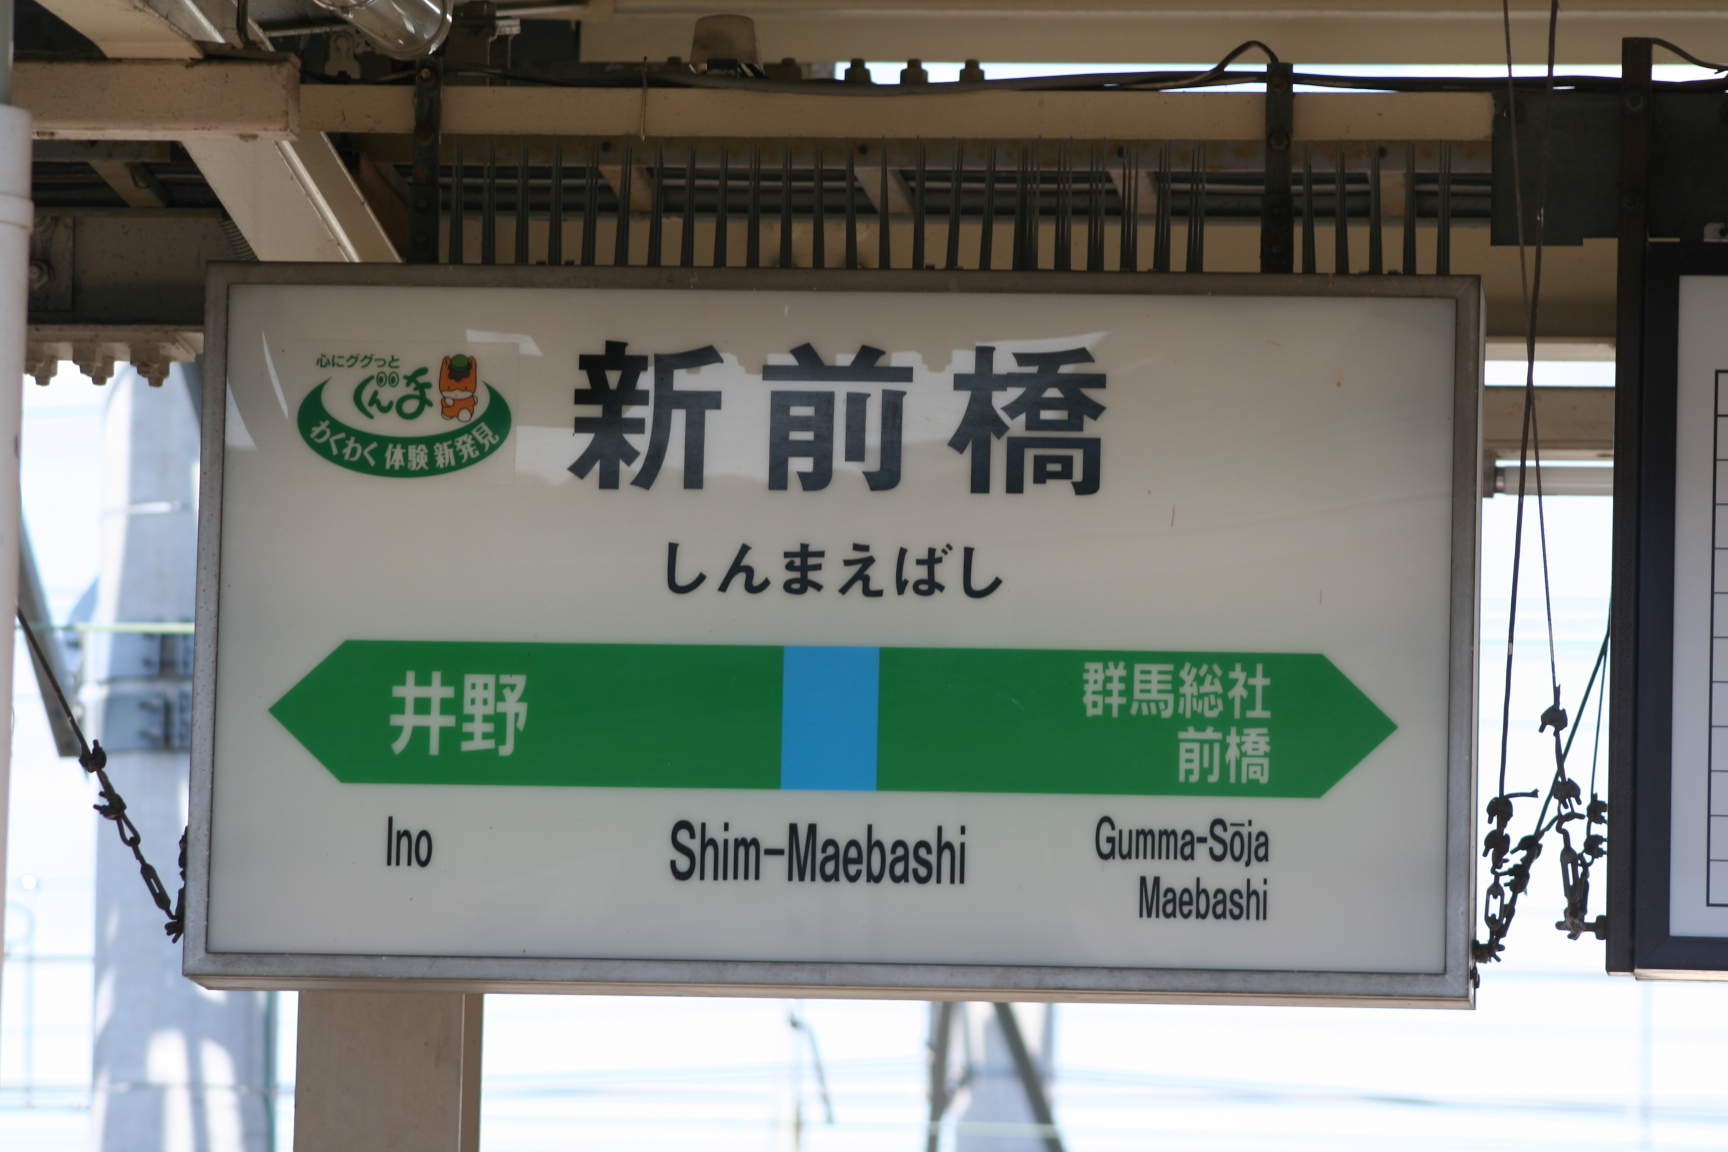 心にググっと
ぐんま
わくわく 体験 新発見
新前橋
しんまえばし
井野
群馬総社
前橋
Ino
Shim-Maebashi
Gumma-Sōja
Maebashi